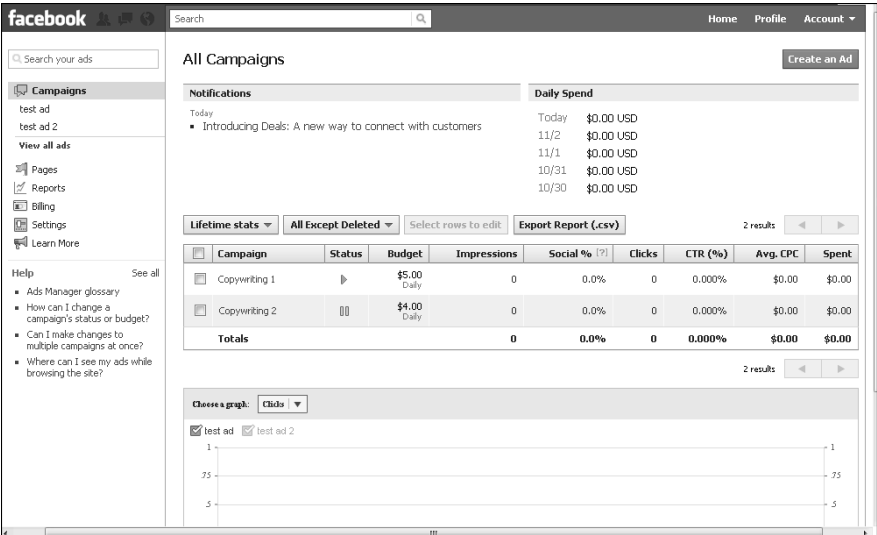 facebook
Search
Home Profile Account
Search your ads
Campaigns
test ad
test ad 2
View all ads
Pages
Reports
Billing
Settings
Learn More
Help See all
Ads Manager glossary
How can I change a
campaign's status or budget?
Can I make changes to
multiple campaigns at once?
Where can I see my ads while
browsing the site?
All Campaigns
Create an Ad
Notifications
Today
Introducing Deals: A new way to connect with customers
Daily Spend
Today $0.00 USD
11/2 $0.00 USD
11/1 $0.00 USD
10/31 $0.00 USD
10/30 $0.00 USD
Lifetime stats All Except Deleted Select rows to edit Export Report (.csv) 2 results
Campaign Status Budget Impressions Social % [?] Clicks CTR (%) Avg. CPC Spent
Copywriting 1 $5.00 0 0.0% 0 0.000% $0.00 $0.00
Daily
Copywriting 2 $4.00 0 0.0% 0 0.000% $0.00 $0.00
Daily
Totals 0 0.0% 0 0.000% $0.00 $0.00
2 results
Choose a graph: Clicks
test ad test ad 2
1 1
.75 .75
.5 .5